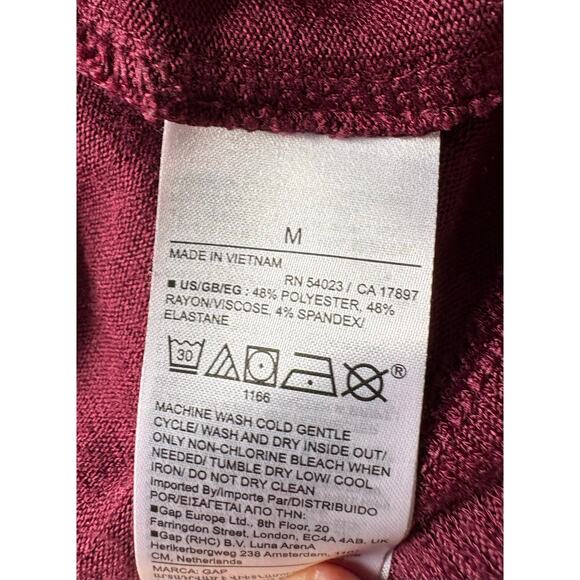 M
MADE IN VIETNAM
RN 54023 / CA 17897
■ US/GB/EG : 48% POLYESTER, 48%
RAYON/VISCOSE, 4% SPANDEX/
ELASTANE
30
®
1166
MACHINE WASH COLD GENTLE
CYCLE/ WASH AND DRY INSIDE OUT/
ONLY NON-CHLORINE BLEACH WHEN
NEEDED/ TUMBLE DRY LOW/ COOL
IRON/ DO NOT DRY CLEAN
Imported By/Importe Par/DISTRIBUIDO
POR/ΕΙΣΑΓΕΤΑΙ ΑΠΟ ΤΗΝ:
■Gap Europe Ltd., 8th Floor, 20
Farringdon Street, London, EC4A 4AB, UK
■Gap (RHC) B.V. Luna ArenA
Herikerbergweg 238 Amsterdam, 1101
CM, Netherlands
MARCA: GAP